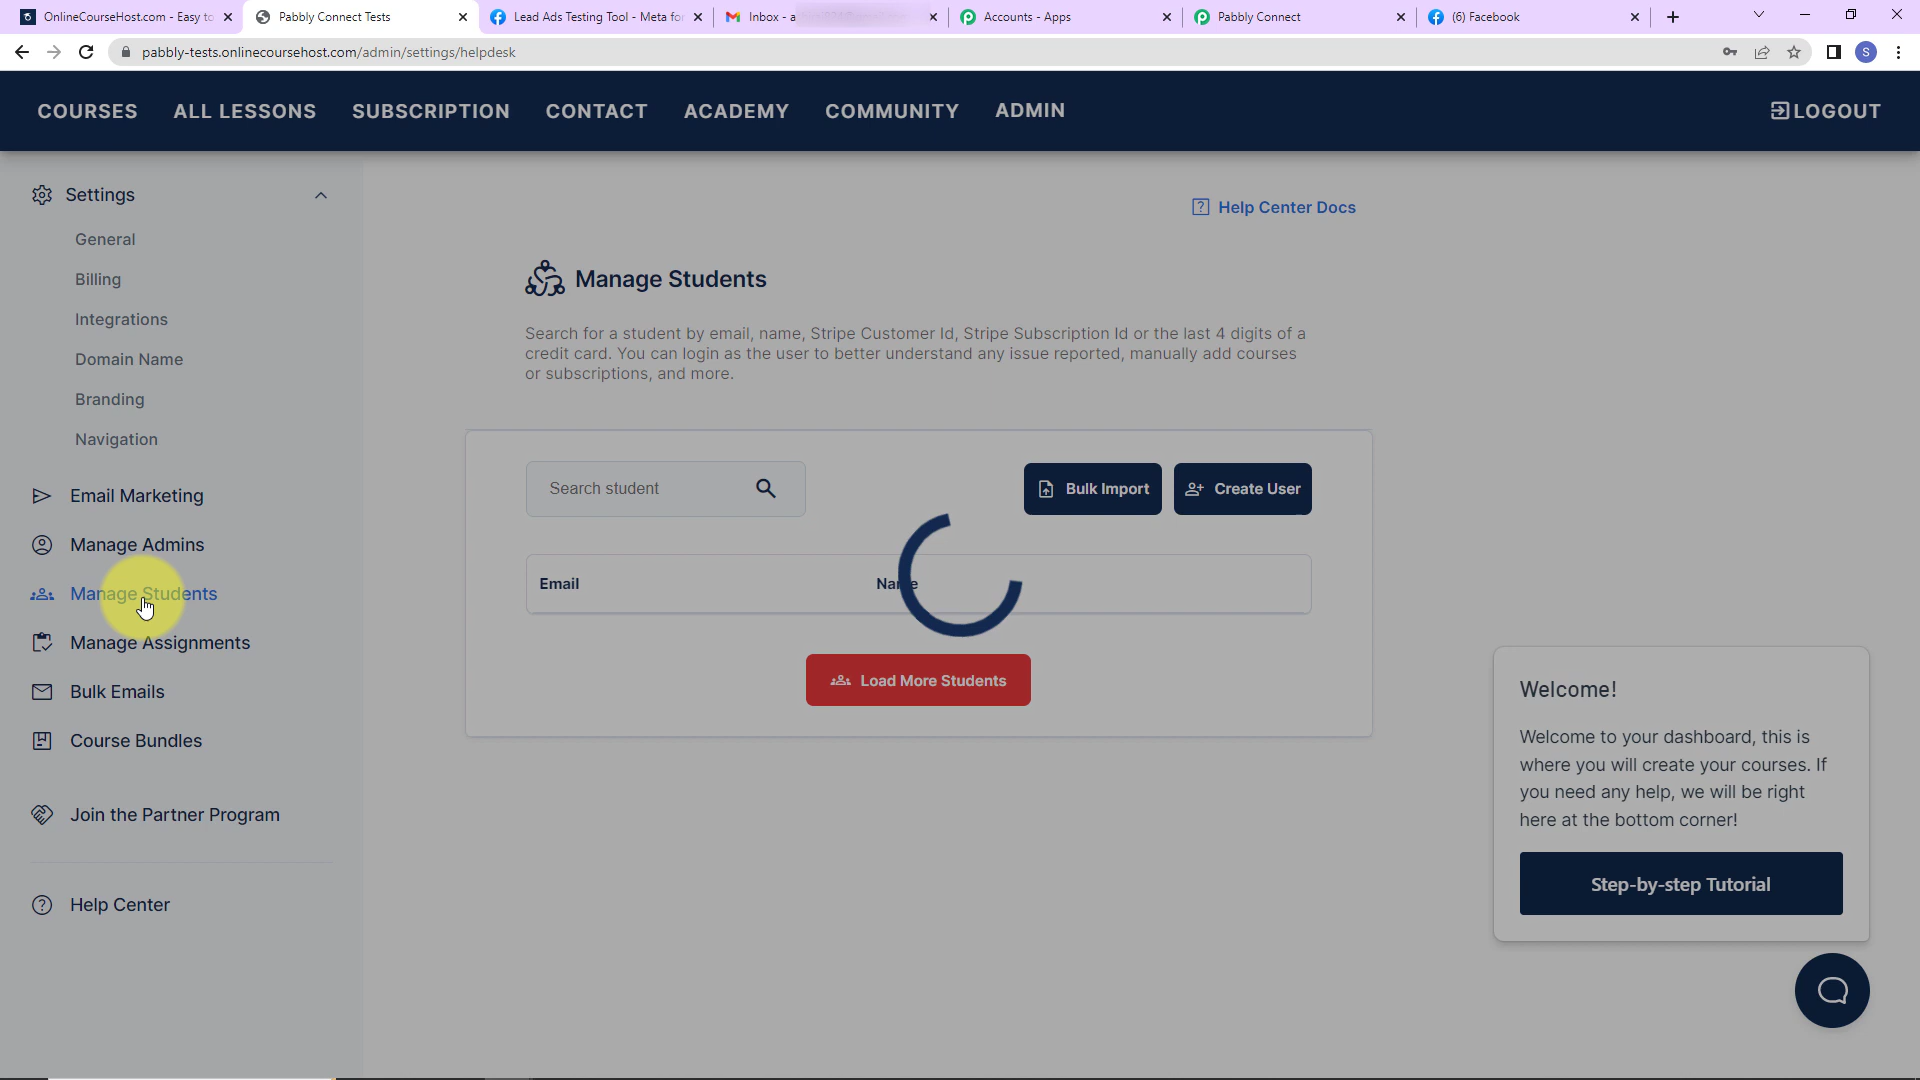 OnlineCourseHost.com - Easy to
Pabbly Connect Tests
Lead Ads Testing Tool - Meta for
Inbox - a
Accounts - Apps
Pabbly Connect
(6) Facebook
pabbly-tests.onlinecoursehost.com/admin/settings/helpdesk
S
COURSES
ALL LESSONS
SUBSCRIPTION
CONTACT
ACADEMY
COMMUNITY
ADMIN
LOGOUT
Settings
General
Billing
Integrations
Domain Name
Branding
Navigation
Email Marketing
Manage Admins
Manage Students
Manage Assignments
Bulk Emails
Course Bundles
Join the Partner Program
Help Center
Help Center Docs
Manage Students
Search for a student by email, name, Stripe Customer Id, Stripe Subscription Id or the last 4 digits of a
credit card. You can login as the user to better understand any issue reported, manually add courses
or subscriptions, and more.
Search student
Bulk Import
Create User
Email
Name
Load More Students
Welcome!
Welcome to your dashboard, this is
where you will create your courses. If
you need any help, we will be right
here at the bottom corner!
Step-by-step Tutorial